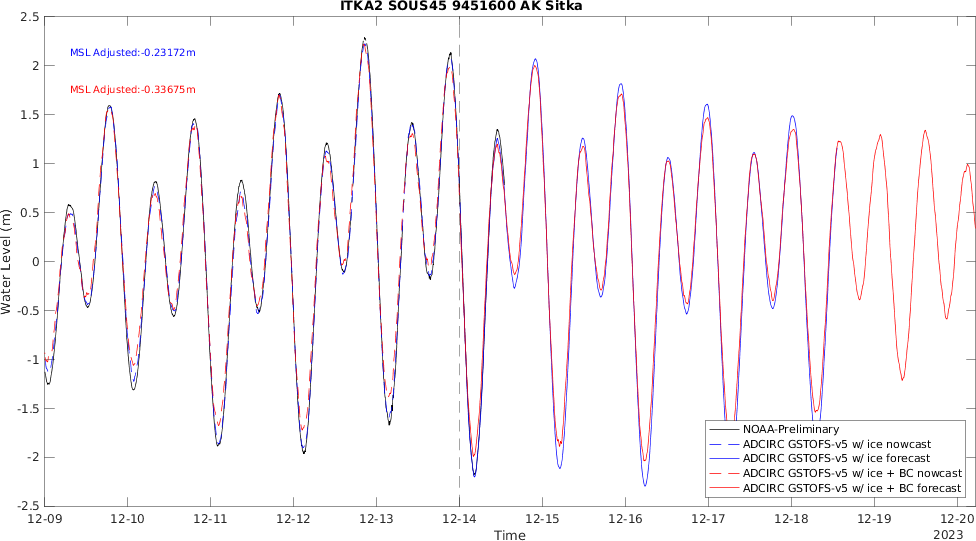 ITKA2 SOUS45 9451600 AK Sitka
2.5
2
1.5
1
0.5
0
-0.5
-1
-1.5
-2
-2.5
Water Level (m)
MSL Adjusted:-0.23172m
MSL Adjusted:-0.33675m
NOAA-Preliminary
ADCIRC GSTOFS-v5 w/ ice nowcast
ADCIRC GSTOFS-v5 w/ ice forecast
ADCIRC GSTOFS-v5 w/ ice + BC nowcast
ADCIRC GSTOFS-v5 w/ ice + BC forecast
12-09 12-10 12-11 12-12 12-13 12-14 12-15 12-16 12-17 12-18 12-19 12-20
Time
2023